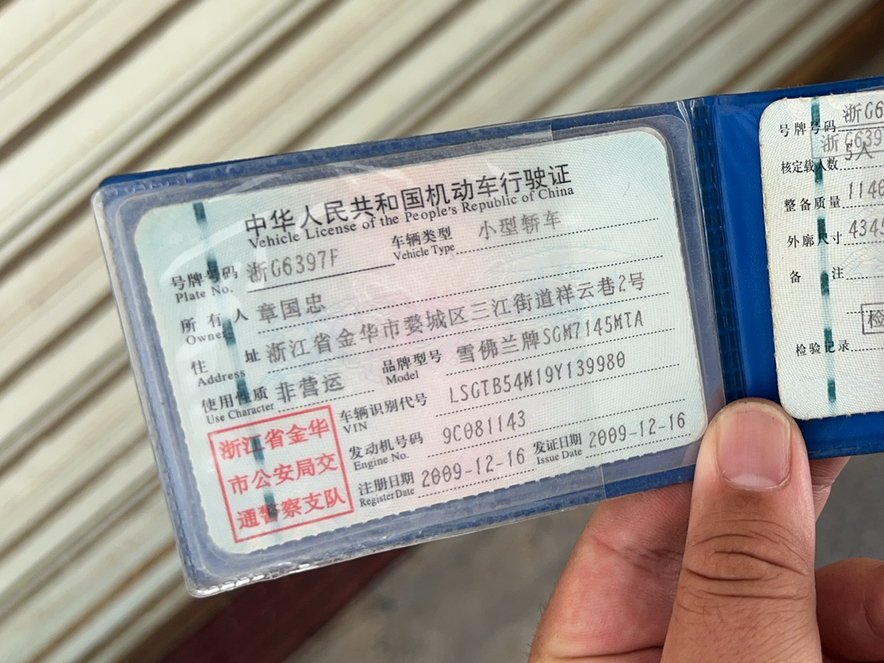 中华人民共和国机动车行驶证
Vehicle License of the People's Republic of China
号牌号码 浙G6397F 车辆类型 小型轿车
Plate No. Vehicle Type
所有人 章国忠
Owner
住址 浙江省金华市婺城区三江街道祥云巷2号
Address
使用性质 非营运 品牌型号 雪佛兰牌SGM7145MTA
Use Character Model
车辆识别代号 LSGTB54M19Y139980
VIN
发动机号码 9C081143
Engine No.
注册日期 2009-12-16 发证日期 2009-12-16
Register Date Issue Date
浙江省金华
市公安局交
通警察支队
号牌号码 浙G6
浙G639
核定载人数 5人
整备质量 1140
外廓尺寸 4345
备注
检
检验记录